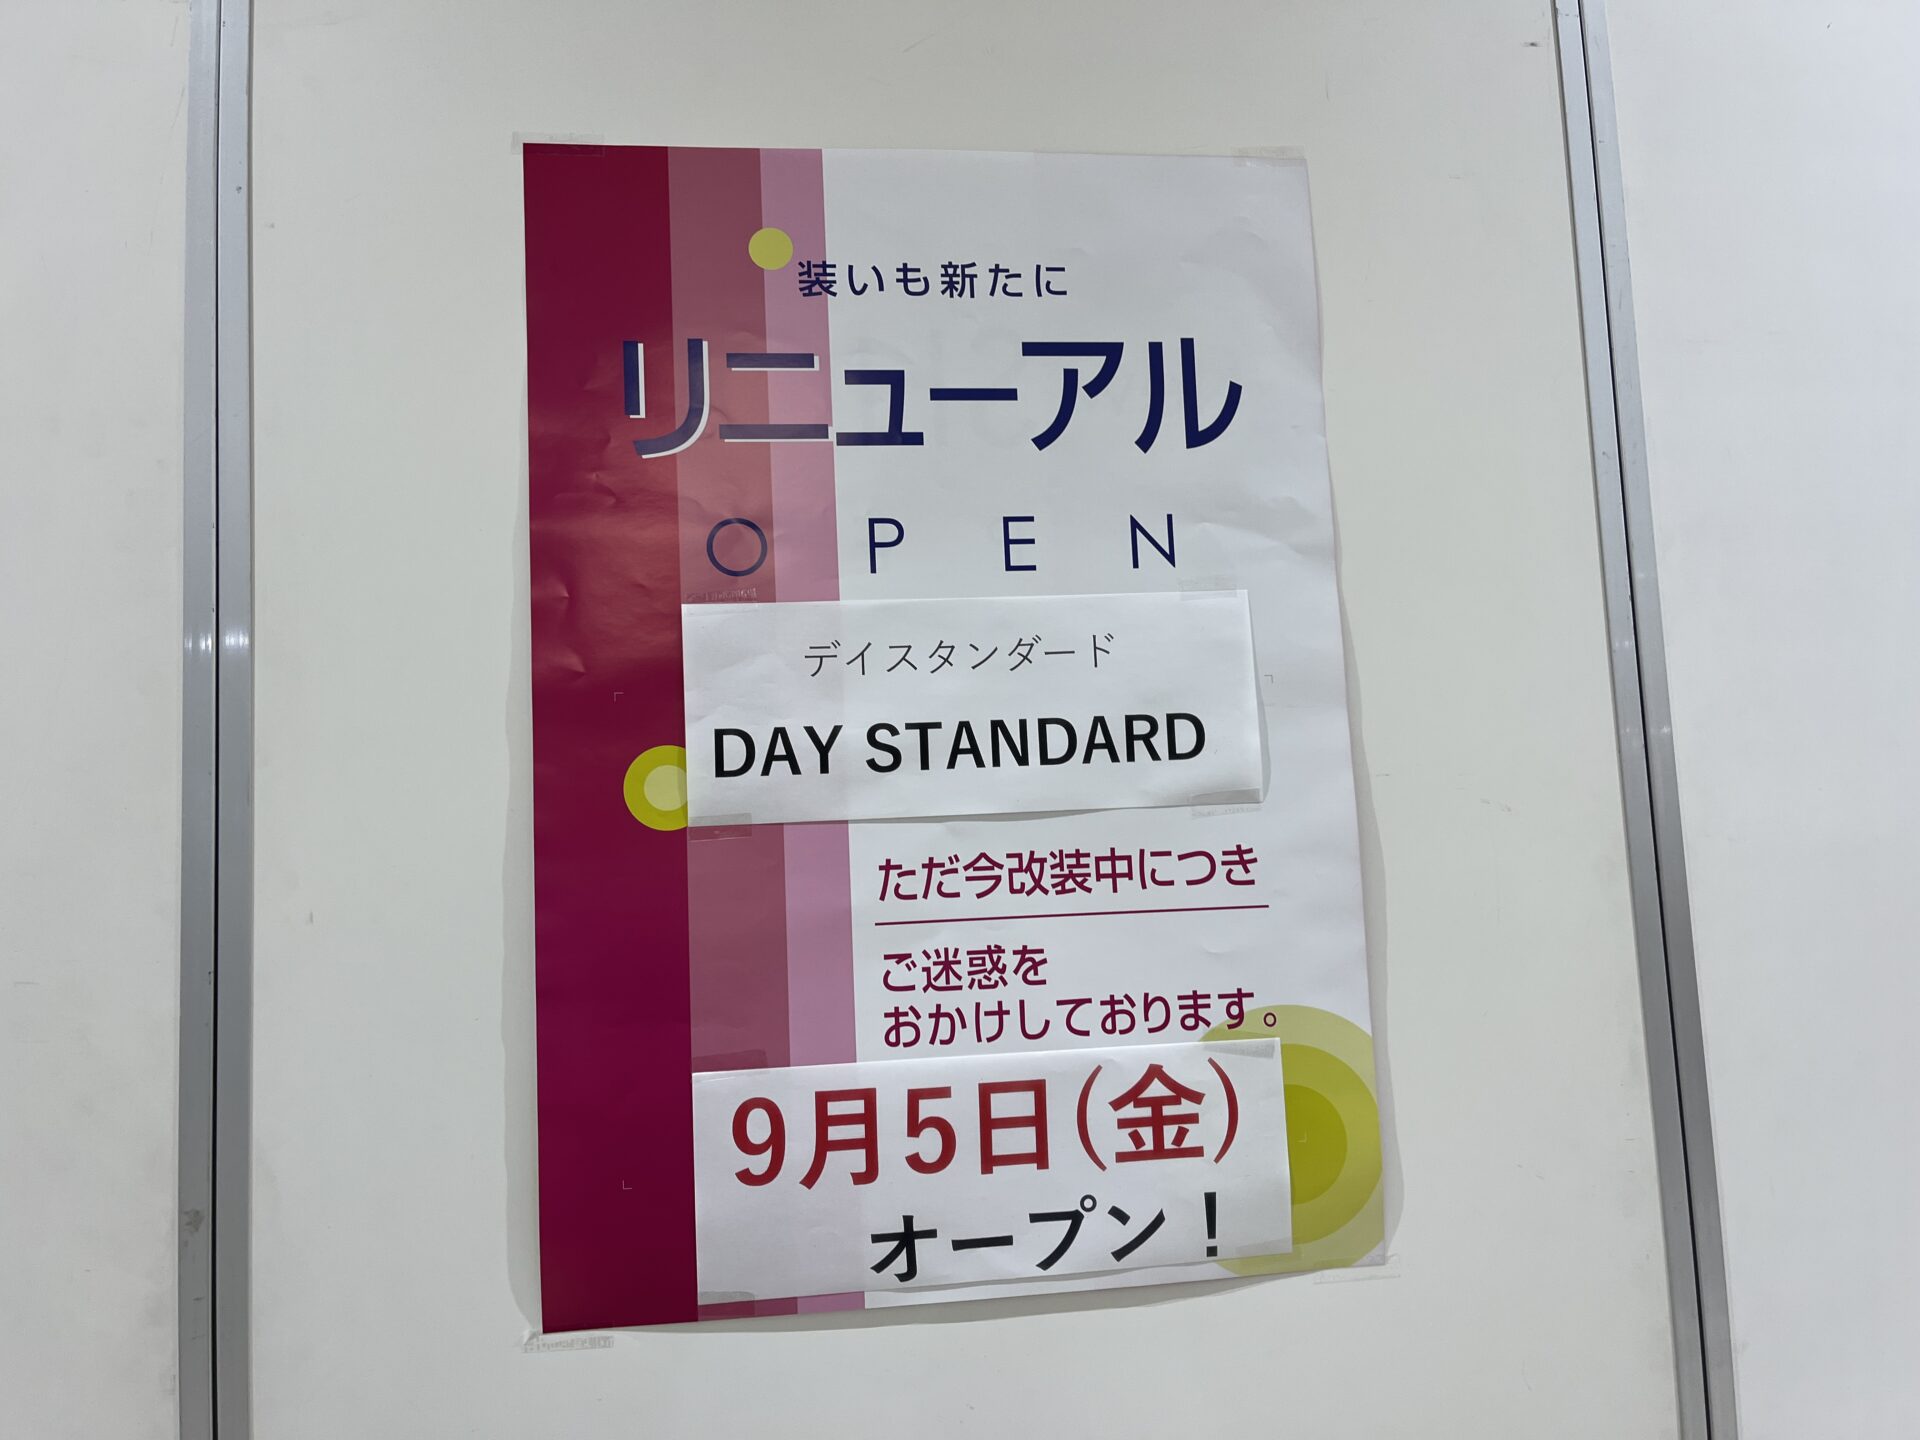 装いも新たに
リニューアル
OPEN
デイスタンダード
DAY STANDARD
ただ今改装中につき
ご迷惑を
おかけしております。
9月5日(金)
オープン！